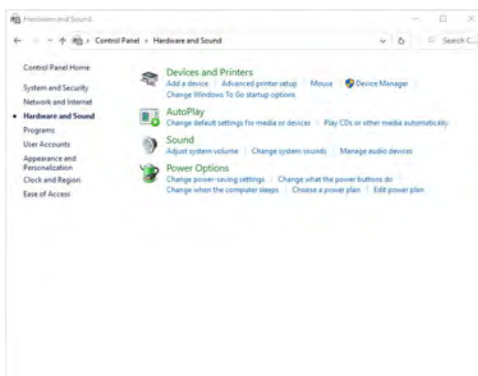 Hardware and Sound
Control Panel › Hardware and Sound
Search C...
Control Panel Home
System and Security
Network and Internet
Hardware and Sound
Programs
User Accounts
Appearance and
Personalization
Clock and Region
Ease of Access
Devices and Printers
Add a device | Advanced printer setup | Mouse | Device Manager
Change Windows To Go startup options
AutoPlay
Change default settings for media or devices | Play CDs or other media automatically
Sound
Adjust system volume | Change system sounds | Manage audio devices
Power Options
Change power-saving settings | Change what the power buttons do
Change when the computer sleeps | Choose a power plan | Edit power plan